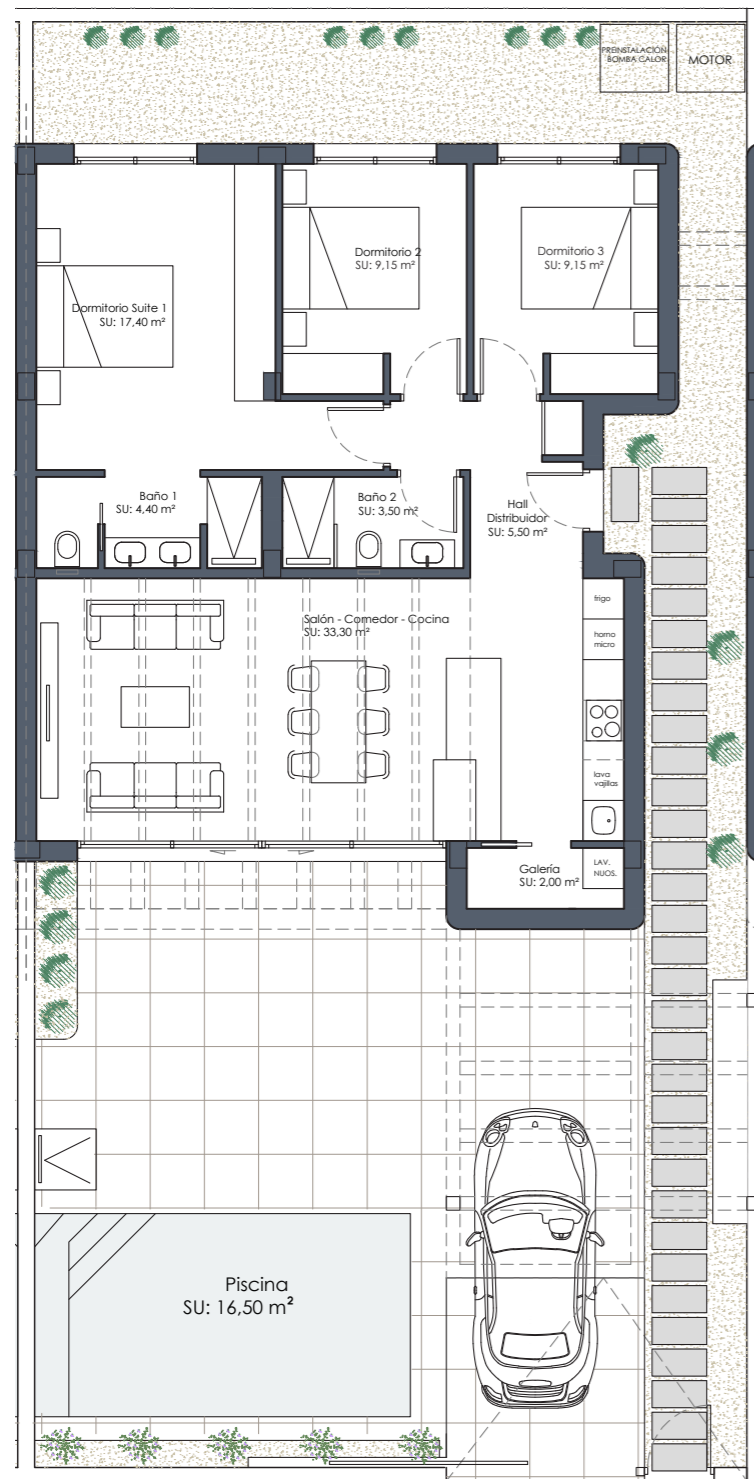 PREINSTALACIÓN
BOMBA CALOR
MOTOR
Dormitorio Suite 1
SU: 17,40 m²
Dormitorio 2
SU: 9,15 m²
Dormitorio 3
SU: 9,15 m²
Baño 1
SU: 4,40 m²
Baño 2
SU: 3,50 m²
Hall
Distribuidor
SU: 5,50 m²
Salón - Comedor - Cocina
SU: 33,30 m²
frigo
horno
micro
lava
vajillas
Galería
SU: 2,00 m²
LAV.
NUOS.
Piscina
SU: 16,50 m²